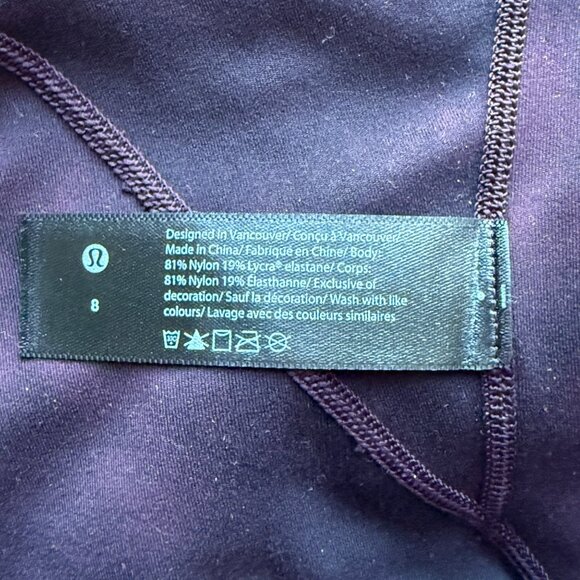 8
Designed in Vancouver/ Conçu à Vancouver/
Made in China/ Fabriqué en Chine/ Body:
81% Nylon 19% Lycra® elastane/ Corps:
81% Nylon 19% Élasthanne/ Exclusive of
decoration/ Sauf la décoration/ Wash with like
colours/ Lavage avec des couleurs similaires